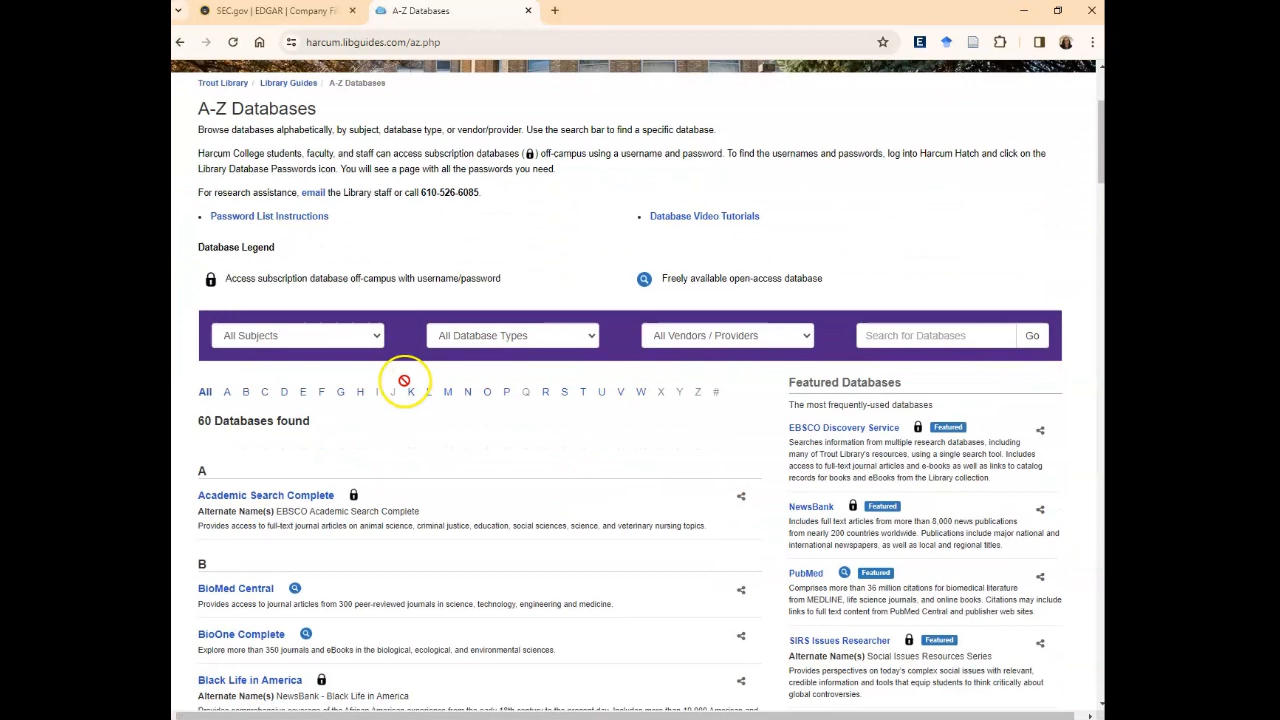 SEC.gov | EDGAR | Company Fi
A-Z Databases
harcum.libguides.com/az.php
Trout Library / Library Guides / A-Z Databases
A-Z Databases
Browse databases alphabetically, by subject, database type, or vendor/provider. Use the search bar to find a specific database.
Harcum College students, faculty, and staff can access subscription databases ( ) off-campus using a username and password. To find the usernames and passwords, log into Harcum Hatch and click on the
Library Database Passwords icon. You will see a page with all the passwords you need.
For research assistance, email the Library staff or call 610-526-6085.
• Password List Instructions
• Database Video Tutorials
Database Legend
Access subscription database off-campus with username/password
Freely available open-access database
All Subjects
All Database Types
All Vendors / Providers
Search for Databases
Go
All A B C D E F G H I J K L M N O P Q R S T U V W X Y Z #
60 Databases found
A
Academic Search Complete
Alternate Name(s) EBSCO Academic Search Complete
Provides access to full-text journal articles on animal science, criminal justice, education, social sciences, science, and veterinary nursing topics.
B
BioMed Central
Provides access to journal articles from 300 peer-reviewed journals in science, technology, engineering and medicine.
BioOne Complete
Explore more than 350 journals and eBooks in the biological, ecological, and environmental sciences.
Black Life in America
Alternate Name(s) NewsBank - Black Life in America
Featured Databases
The most frequently-used databases
EBSCO Discovery Service Featured
Searches information from multiple research databases, including
many of Trout Library's resources, using a single search tool. Includes
access to full-text journal articles and e-books as well as links to catalog
records for books and eBooks from the Library collection.
NewsBank Featured
Includes full text articles from more than 8,000 news publications
from nearly 200 countries worldwide. Publications include major national and
international newspapers, as well as local and regional titles.
PubMed Featured
Comprises more than 36 million citations for biomedical literature
from MEDLINE, life science journals, and online books. Citations may include
links to full text content from PubMed Central and publisher web sites.
SIRS Issues Researcher Featured
Alternate Name(s) Social Issues Resources Series
Provides perspectives on today's complex social issues with relevant,
credible information and tools that equip students to think critically about
global controversies.